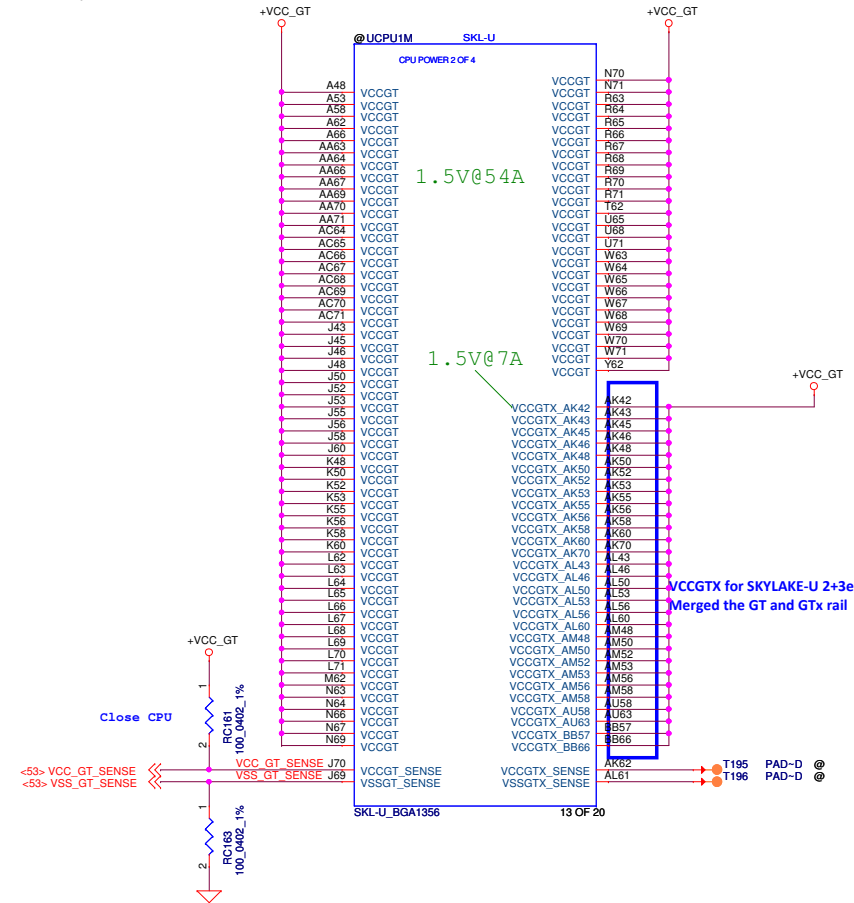 +VCC_GT +VCC_GT
@ UCPU1M SKL-U
CPU POWER 2 OF 4
VCCGT N70
A48 VCCGT VCCGT N71
A53 VCCGT VCCGT R63
A58 VCCGT VCCGT R64
A62 VCCGT VCCGT R65
A66 VCCGT VCCGT R66
AA63 VCCGT VCCGT R67
AA64 VCCGT VCCGT R68
AA66 VCCGT 1.5V@54A VCCGT R69
AA67 VCCGT VCCGT R70
AA69 VCCGT VCCGT R71
AA70 VCCGT VCCGT T62
AA71 VCCGT VCCGT U65
AC64 VCCGT VCCGT U68
AC65 VCCGT VCCGT U71
AC66 VCCGT VCCGT W63
AC67 VCCGT VCCGT W64
AC68 VCCGT VCCGT W65
AC69 VCCGT VCCGT W66
AC70 VCCGT VCCGT W67
AC71 VCCGT VCCGT W68
J43 VCCGT VCCGT W69
J45 VCCGT VCCGT W70
J46 VCCGT 1.5V@7A VCCGT W71
J48 VCCGT VCCGT Y62
J50 VCCGT +VCC_GT
J52 VCCGT
J53 VCCGT VCCGTX_AK42 AK42
J55 VCCGT VCCGTX_AK43 AK43
J56 VCCGT VCCGTX_AK45 AK45
J58 VCCGT VCCGTX_AK46 AK46
J60 VCCGT VCCGTX_AK48 AK48
K48 VCCGT VCCGTX_AK50 AK50
K50 VCCGT VCCGTX_AK52 AK52
K52 VCCGT VCCGTX_AK53 AK53
K53 VCCGT VCCGTX_AK55 AK55
K55 VCCGT VCCGTX_AK56 AK56
K56 VCCGT VCCGTX_AK58 AK58
K58 VCCGT VCCGTX_AK60 AK60
K60 VCCGT VCCGTX_AK70 AK70
L62 VCCGT VCCGTX_AL43 AL43
L63 VCCGT VCCGTX_AL46 AL46
L64 VCCGT VCCGTX_AL50 AL50 VCCGTX for SKYLAKE-U 2+3e
L65 VCCGT VCCGTX_AL53 AL53 Merged the GT and GTx rail
L66 VCCGT VCCGTX_AL56 AL56
L67 VCCGT VCCGTX_AL60 AL60
L68 VCCGT VCCGTX_AM48 AM48
L69 VCCGT VCCGTX_AM50 AM50
L70 VCCGT VCCGTX_AM52 AM52
L71 VCCGT VCCGTX_AM53 AM53
M62 VCCGT VCCGTX_AM56 AM56
N63 VCCGT VCCGTX_AM58 AM58
N64 VCCGT VCCGTX_AU58 AU58
N66 VCCGT VCCGTX_AU63 AU63
N67 VCCGT VCCGTX_BB57 BB57
N69 VCCGT VCCGTX_BB66 BB66
+VCC_GT
1
Close CPU
RC161
100_0402_1%
2
<53> VCC_GT_SENSE VCC_GT_SENSE J70 VCCGT_SENSE VCCGTX_SENSE AK62 T195 PAD~D @
<53> VSS_GT_SENSE VSS_GT_SENSE J69 VSSGT_SENSE VSSGTX_SENSE AL61 T196 PAD~D @
SKL-U_BGA1356 13 OF 20
1
RC163
100_0402_1%
2